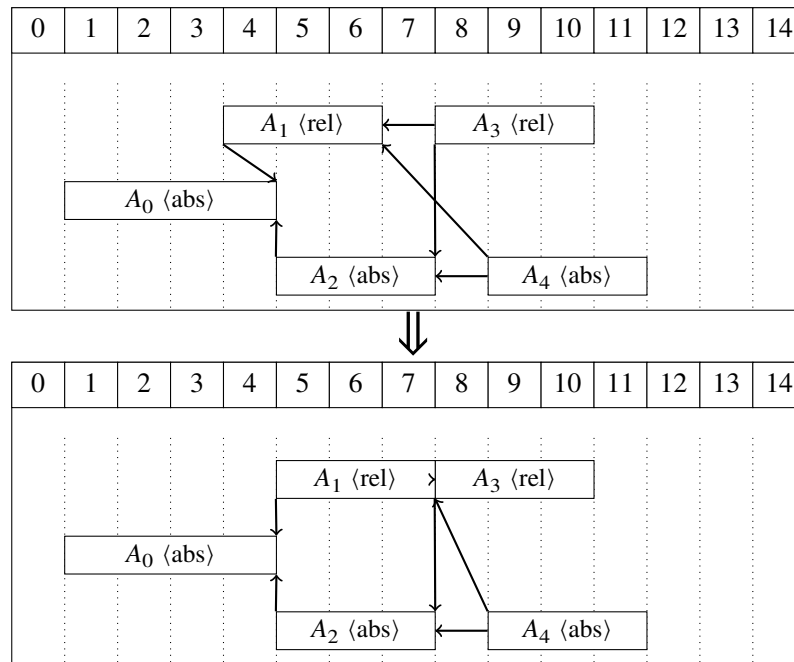 0 1 2 3 4 5 6 7 8 9 10 11 12 13 14
A₁ ⟨rel⟩ A₃ ⟨rel⟩
A₀ ⟨abs⟩
A₂ ⟨abs⟩ A₄ ⟨abs⟩
0 1 2 3 4 5 6 7 8 9 10 11 12 13 14
A₁ ⟨rel⟩ A₃ ⟨rel⟩
A₀ ⟨abs⟩
A₂ ⟨abs⟩ A₄ ⟨abs⟩